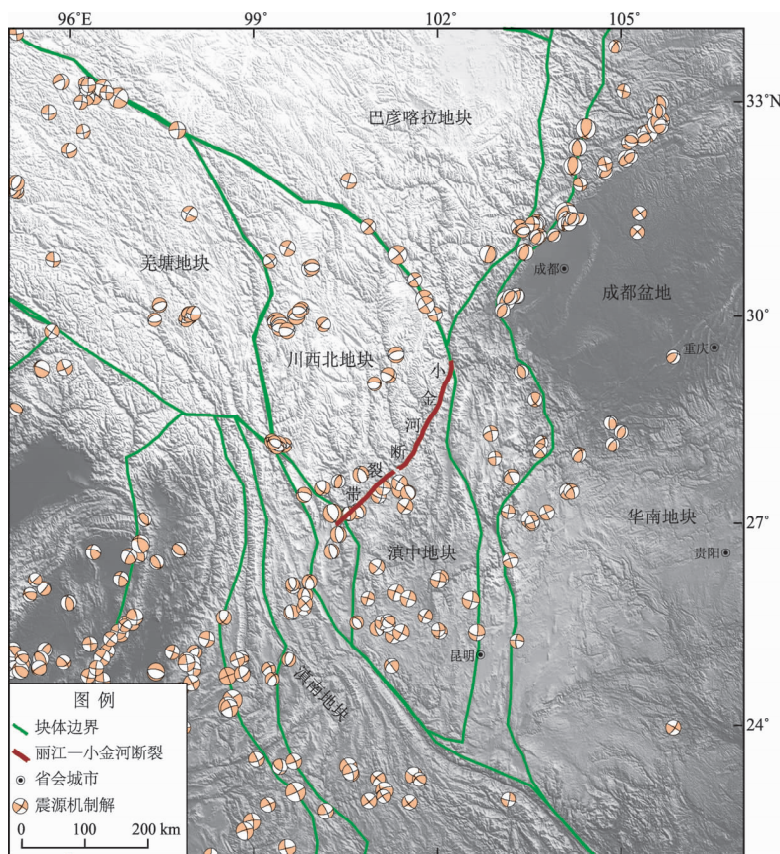 96°E 99° 102° 105°
33°N
30°
27°
24°
巴彦喀拉地块
羌塘地块
成都
成都盆地
川西北地块
重庆
小金河断裂带
华南地块
滇中地块
贵阳
昆明
滇南地块
图 例
块体边界
丽江—小金河断裂
省会城市
震源机制解
0 100 200 km